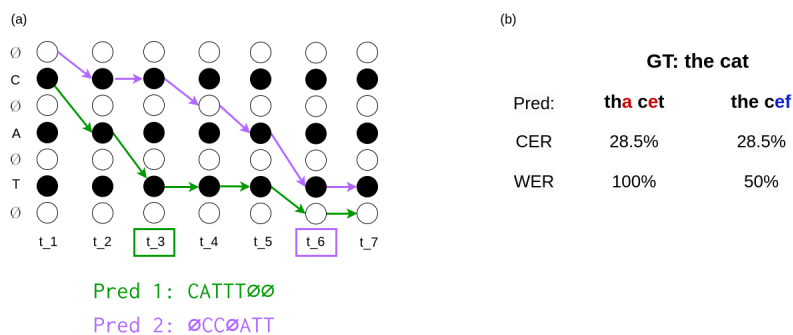 (a)
∅
C
∅
A
∅
T
∅
t_1 t_2 t_3 t_4 t_5 t_6 t_7
Pred 1: CATTT∅∅
Pred 2: ∅CC∅ATT
(b)
GT: the cat
Pred: tha cet the cef
CER 28.5% 28.5%
WER 100% 50%